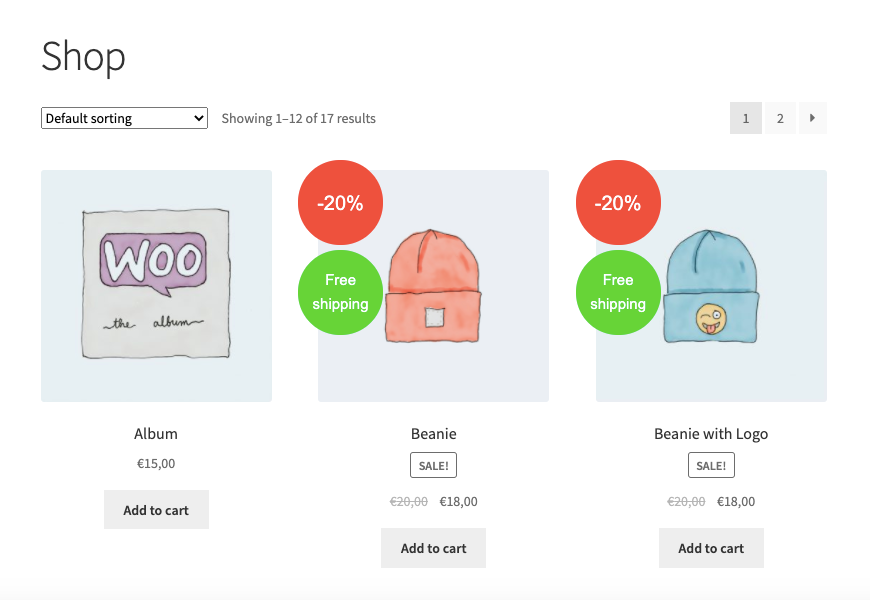 Shop
Default sorting
Showing 1–12 of 17 results
1
2
WOO
the album
-20%
Free
shipping
-20%
Free
shipping
Album
€15,00
Add to cart
Beanie
SALE!
€20,00 €18,00
Add to cart
Beanie with Logo
SALE!
€20,00 €18,00
Add to cart